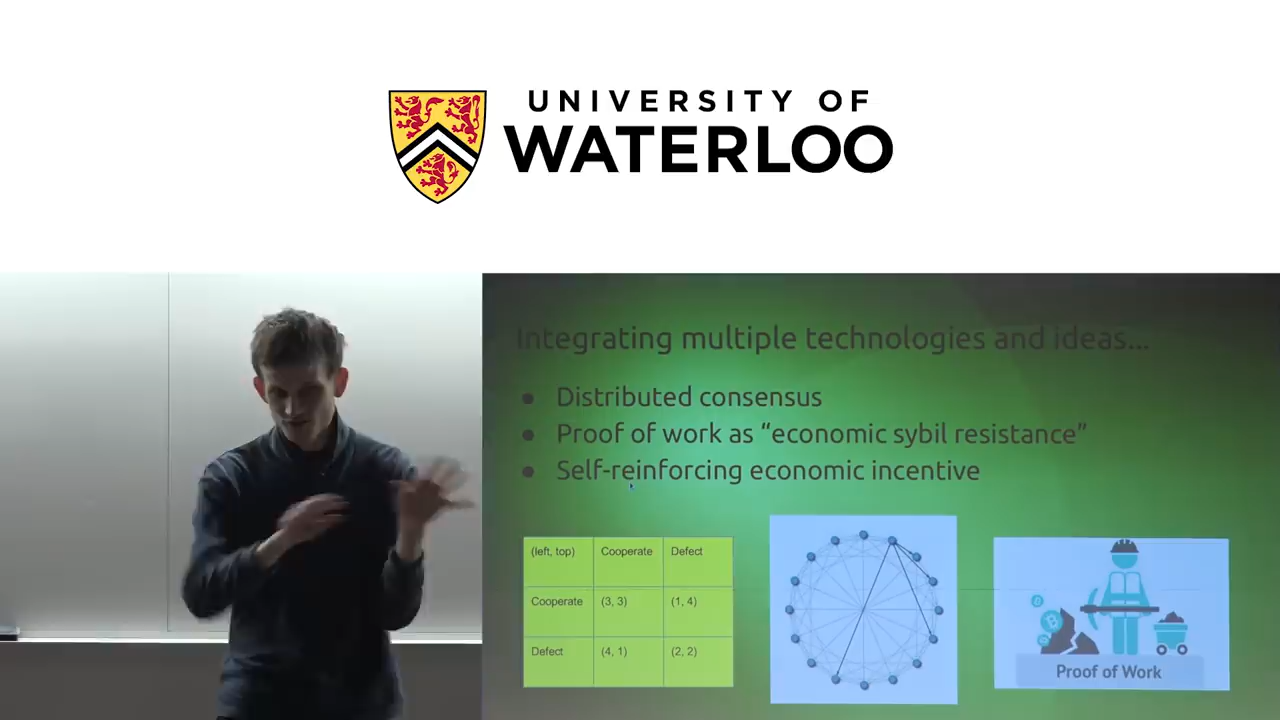 UNIVERSITY OF
WATERLOO
Integrating multiple technologies and ideas...
● Distributed consensus
● Proof of work as “economic sybil resistance”
● Self-reinforcing economic incentive
(left, top) Cooperate Defect
Cooperate (3, 3) (1, 4)
Defect (4, 1) (2, 2)
Proof of Work